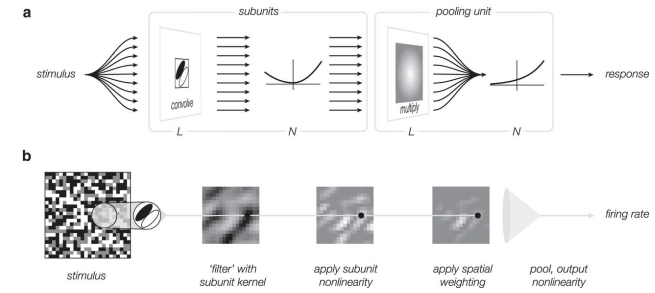 a
subunits
pooling unit
stimulus
convolve
multiply
response
L
N
L
N
b
firing rate
stimulus
'filter' with
subunit kernel
apply subunit
nonlinearity
apply spatial
weighting
pool, output
nonlinearity